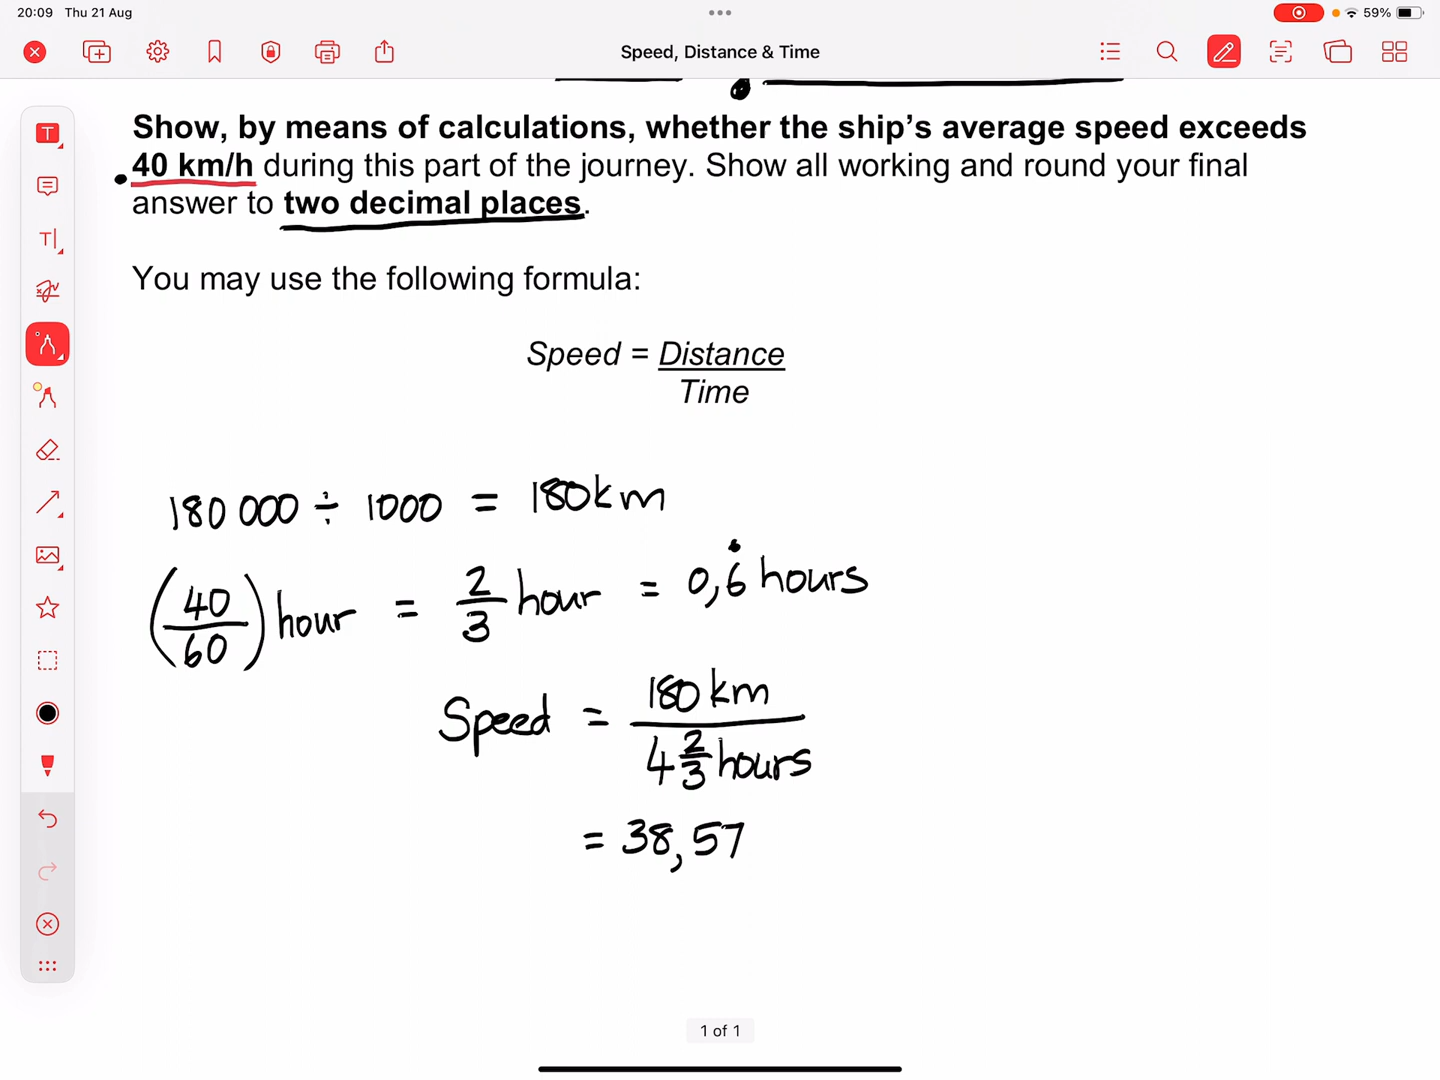 20:09 Thu 21 Aug
59%
Speed, Distance & Time
Show, by means of calculations, whether the ship's average speed exceeds
40 km/h during this part of the journey. Show all working and round your final
answer to two decimal places.
You may use the following formula:
Speed = Distance
Time
180 000 ÷ 1000 = 180km
(40/60) hour = 2/3 hour = 0,6̇ hours
Speed = 180 km
4 2/3 hours
= 38,57
1 of 1